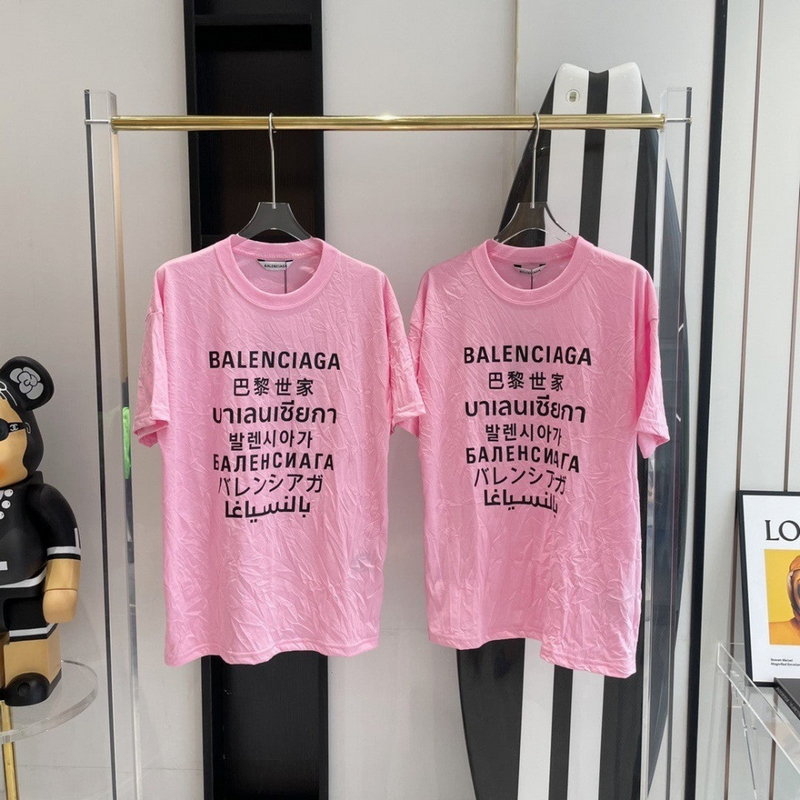 BALENCIAGA
BALENCIAGA
巴黎世家
บาเลนเซียกา
발렌시아가
БАЛЕНСИАГА
バレンシアガ
بالنسياغا
BALENCIAGA
BALENCIAGA
巴黎世家
บาเลนเซียกา
발렌시아가
БАЛЕНСИАГА
バレンシアガ
بالنسياغا
LO